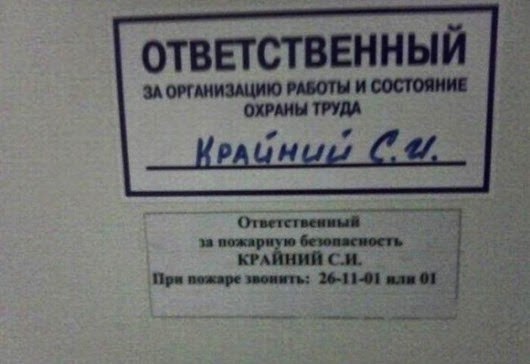 ОТВЕТСТВЕННЫЙ
ЗА ОРГАНИЗАЦИЮ РАБОТЫ И СОСТОЯНИЕ
ОХРАНЫ ТРУДА
КРАЙНИЙ С.И.
Ответственный
за пожарную безопасность
КРАЙНИЙ С.И.
При пожаре звонить: 26-11-01 или 01